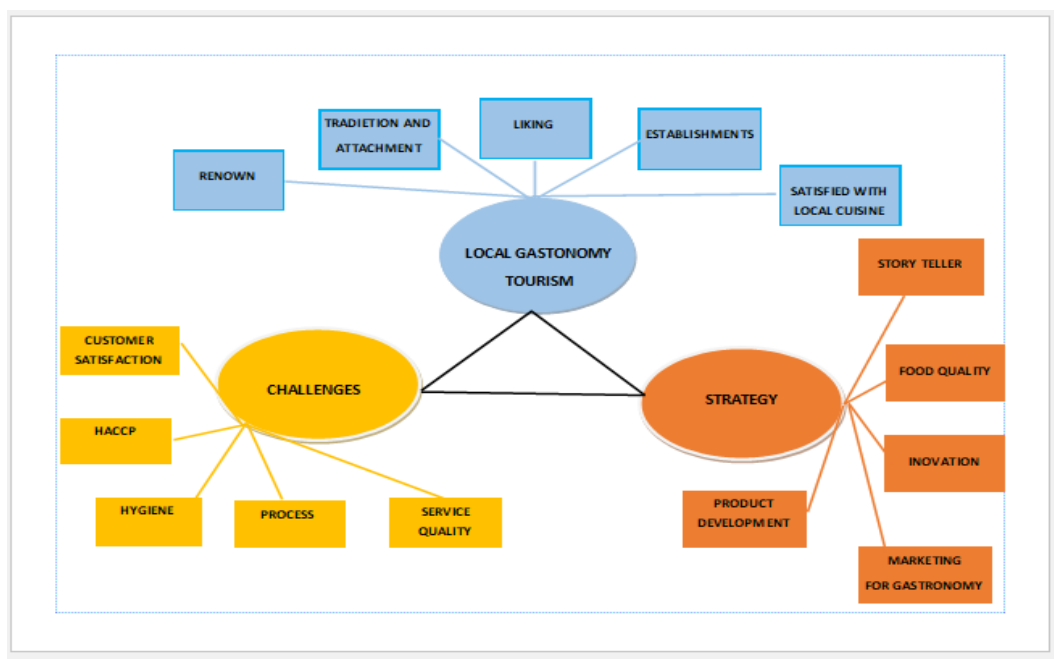 RENOWN
TRADIETION AND
ATTACHMENT
LIKING
ESTABLISHMENTS
SATISFIED WITH
LOCAL CUISINE
LOCAL GASTONOMY
TOURISM
STORY TELLER
FOOD QUALITY
INOVATION
MARKETING
FOR GASTRONOMY
PRODUCT
DEVELOPMENT
STRATEGY
CHALLENGES
CUSTOMER
SATISFACTION
HACCP
HYGIENE
PROCESS
SERVICE
QUALITY